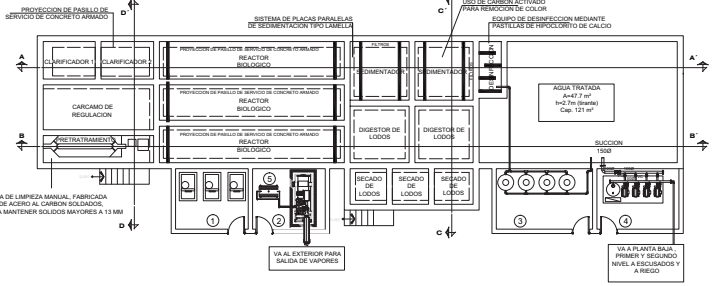 PROYECCION DE PASILLO DE
SERVICIO DE CONCRETO ARMADO
D´
SISTEMA DE PLACAS PARALELAS
DE SEDIMENTACION TIPO LAMELLA
C´
USO DE CARBON ACTIVADO
PARA REMOCIÓN DE COLOR
EQUIPO DE DESINFECCION MEDIANTE
PASTILLAS DE HIPOCLORITO DE CALCIO
A
CLARIFICADOR 1
CLARIFICADOR 2
PROYECCION DE PASILLO DE SERVICIO DE CONCRETO ARMADO
REACTOR
BIOLOGICO
FILTROS
SEDIMENTADOR
SEDIMENTADOR
FILTROS
DESINFECCION
A´
CARCAMO DE
REGULACION
PROYECCION DE PASILLO DE SERVICIO DE CONCRETO ARMADO
REACTOR
BIOLOGICO
AGUA TRATADA
A=47.7 m²
h=2.7m (tirante)
Cap. 121 m³
B
PRETRATAMIENTO
PROYECCION DE PASILLO DE SERVICIO DE CONCRETO ARMADO
REACTOR
BIOLOGICO
DIGESTOR DE
LODOS
DIGESTOR DE
LODOS
SUCCION
150Ø
B´
SECADO
DE
LODOS
SECADO
DE
LODOS
SECADO
DE
LODOS
A DE LIMPIEZA MANUAL, FABRICADA
DE ACERO AL CARBON SOLDADOS,
A MANTENER SOLIDOS MAYORES A 13 MM
D
1
2
5
C
3
4
VA AL EXTERIOR PARA
SALIDA DE VAPORES
VA A PLANTA BAJA ,
PRIMER Y SEGUNDO
NIVEL A ESCUSADOS Y
A RIEGO